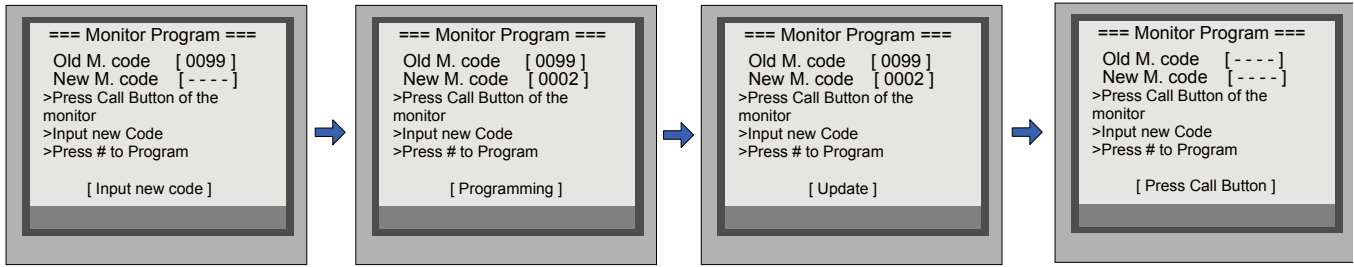 === Monitor Program ===
Old M. code [ 0099 ]
New M. code [ - - - - ]
>Press Call Button of the
monitor
>Input new Code
>Press # to Program
[ Input new code ]
=== Monitor Program ===
Old M. code [ 0099 ]
New M. code [ 0002 ]
>Press Call Button of the
monitor
>Input new Code
>Press # to Program
[ Programming ]
=== Monitor Program ===
Old M. code [ 0099 ]
New M. code [ 0002 ]
>Press Call Button of the
monitor
>Input new Code
>Press # to Program
[ Update ]
=== Monitor Program ===
Old M. code [ - - - - ]
New M. code [ - - - - ]
>Press Call Button of the
monitor
>Input new Code
>Press # to Program
[ Press Call Button ]